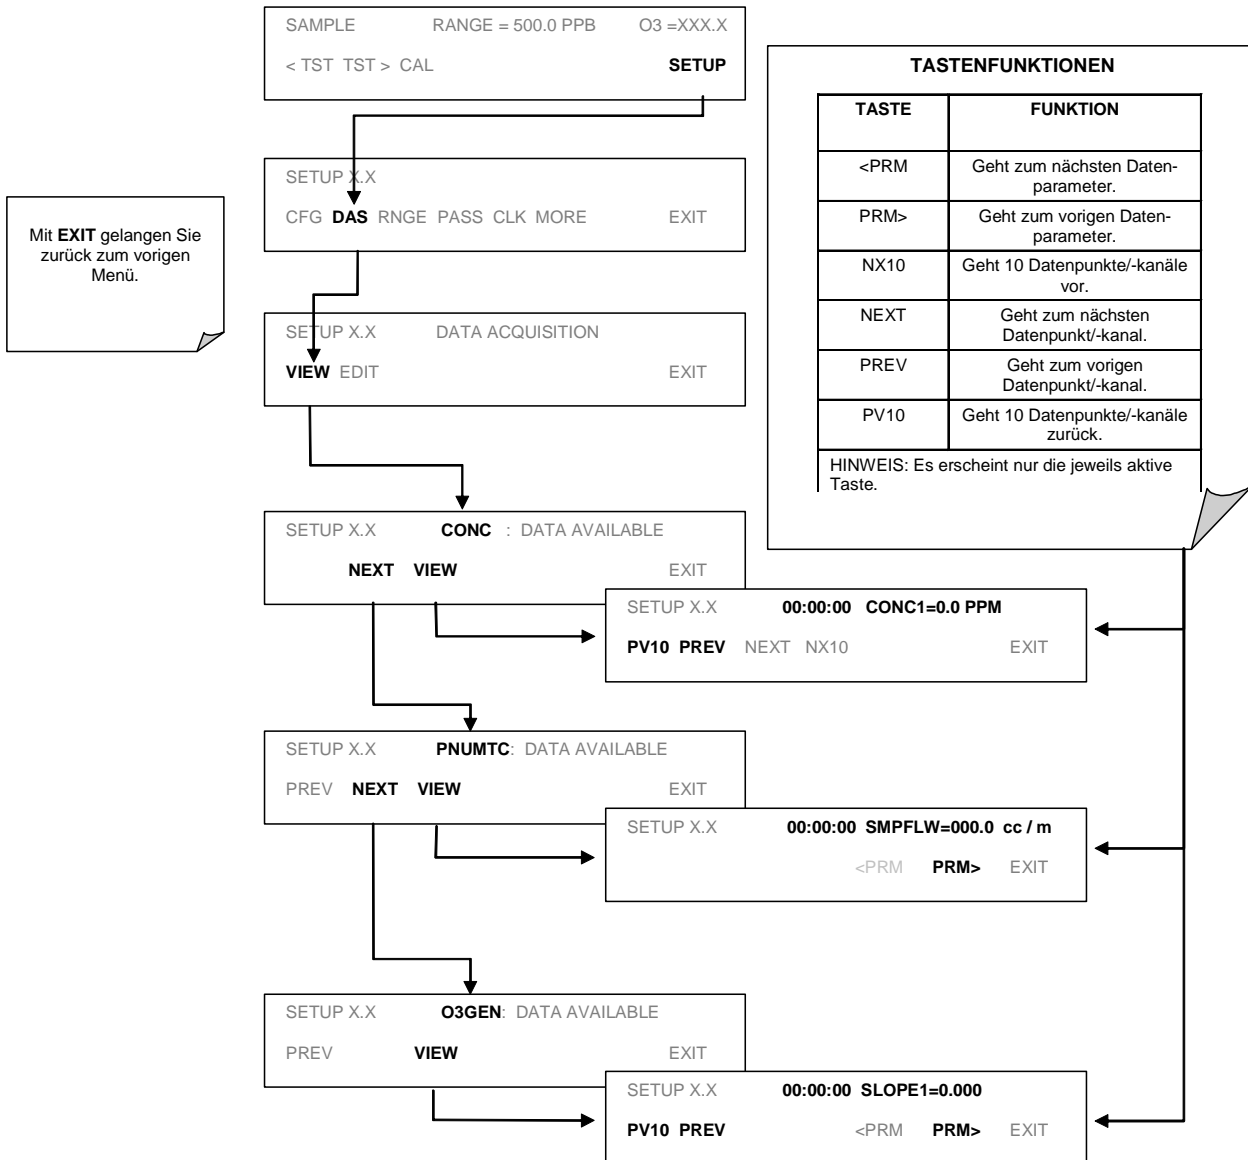 SAMPLE RANGE = 500.0 PPB O3 =XXX.X
< TST TST > CAL SETUP
SETUP X.X
CFG DAS RNGE PASS CLK MORE EXIT
Mit EXIT gelangen Sie
zurück zum vorigen
Menü.
SETUP X.X DATA ACQUISITION
VIEW EDIT EXIT
TASTENFUNKTIONEN
TASTE FUNKTION
<PRM Geht zum nächsten Daten-
parameter.
PRM> Geht zum vorigen Daten-
parameter.
NX10 Geht 10 Datenpunkte/-kanäle
vor.
NEXT Geht zum nächsten
Datenpunkt/-kanal.
PREV Geht zum vorigen
Datenpunkt/-kanal.
PV10 Geht 10 Datenpunkte/-kanäle
zurück.
HINWEIS: Es erscheint nur die jeweils aktive
Taste.
SETUP X.X CONC : DATA AVAILABLE
NEXT VIEW EXIT
SETUP X.X 00:00:00 CONC1=0.0 PPM
PV10 PREV NEXT NX10 EXIT
SETUP X.X PNUMTC: DATA AVAILABLE
PREV NEXT VIEW EXIT
SETUP X.X 00:00:00 SMPFLW=000.0 cc / m
<PRM PRM> EXIT
SETUP X.X O3GEN: DATA AVAILABLE
PREV VIEW EXIT
SETUP X.X 00:00:00 SLOPE1=0.000
PV10 PREV <PRM PRM> EXIT